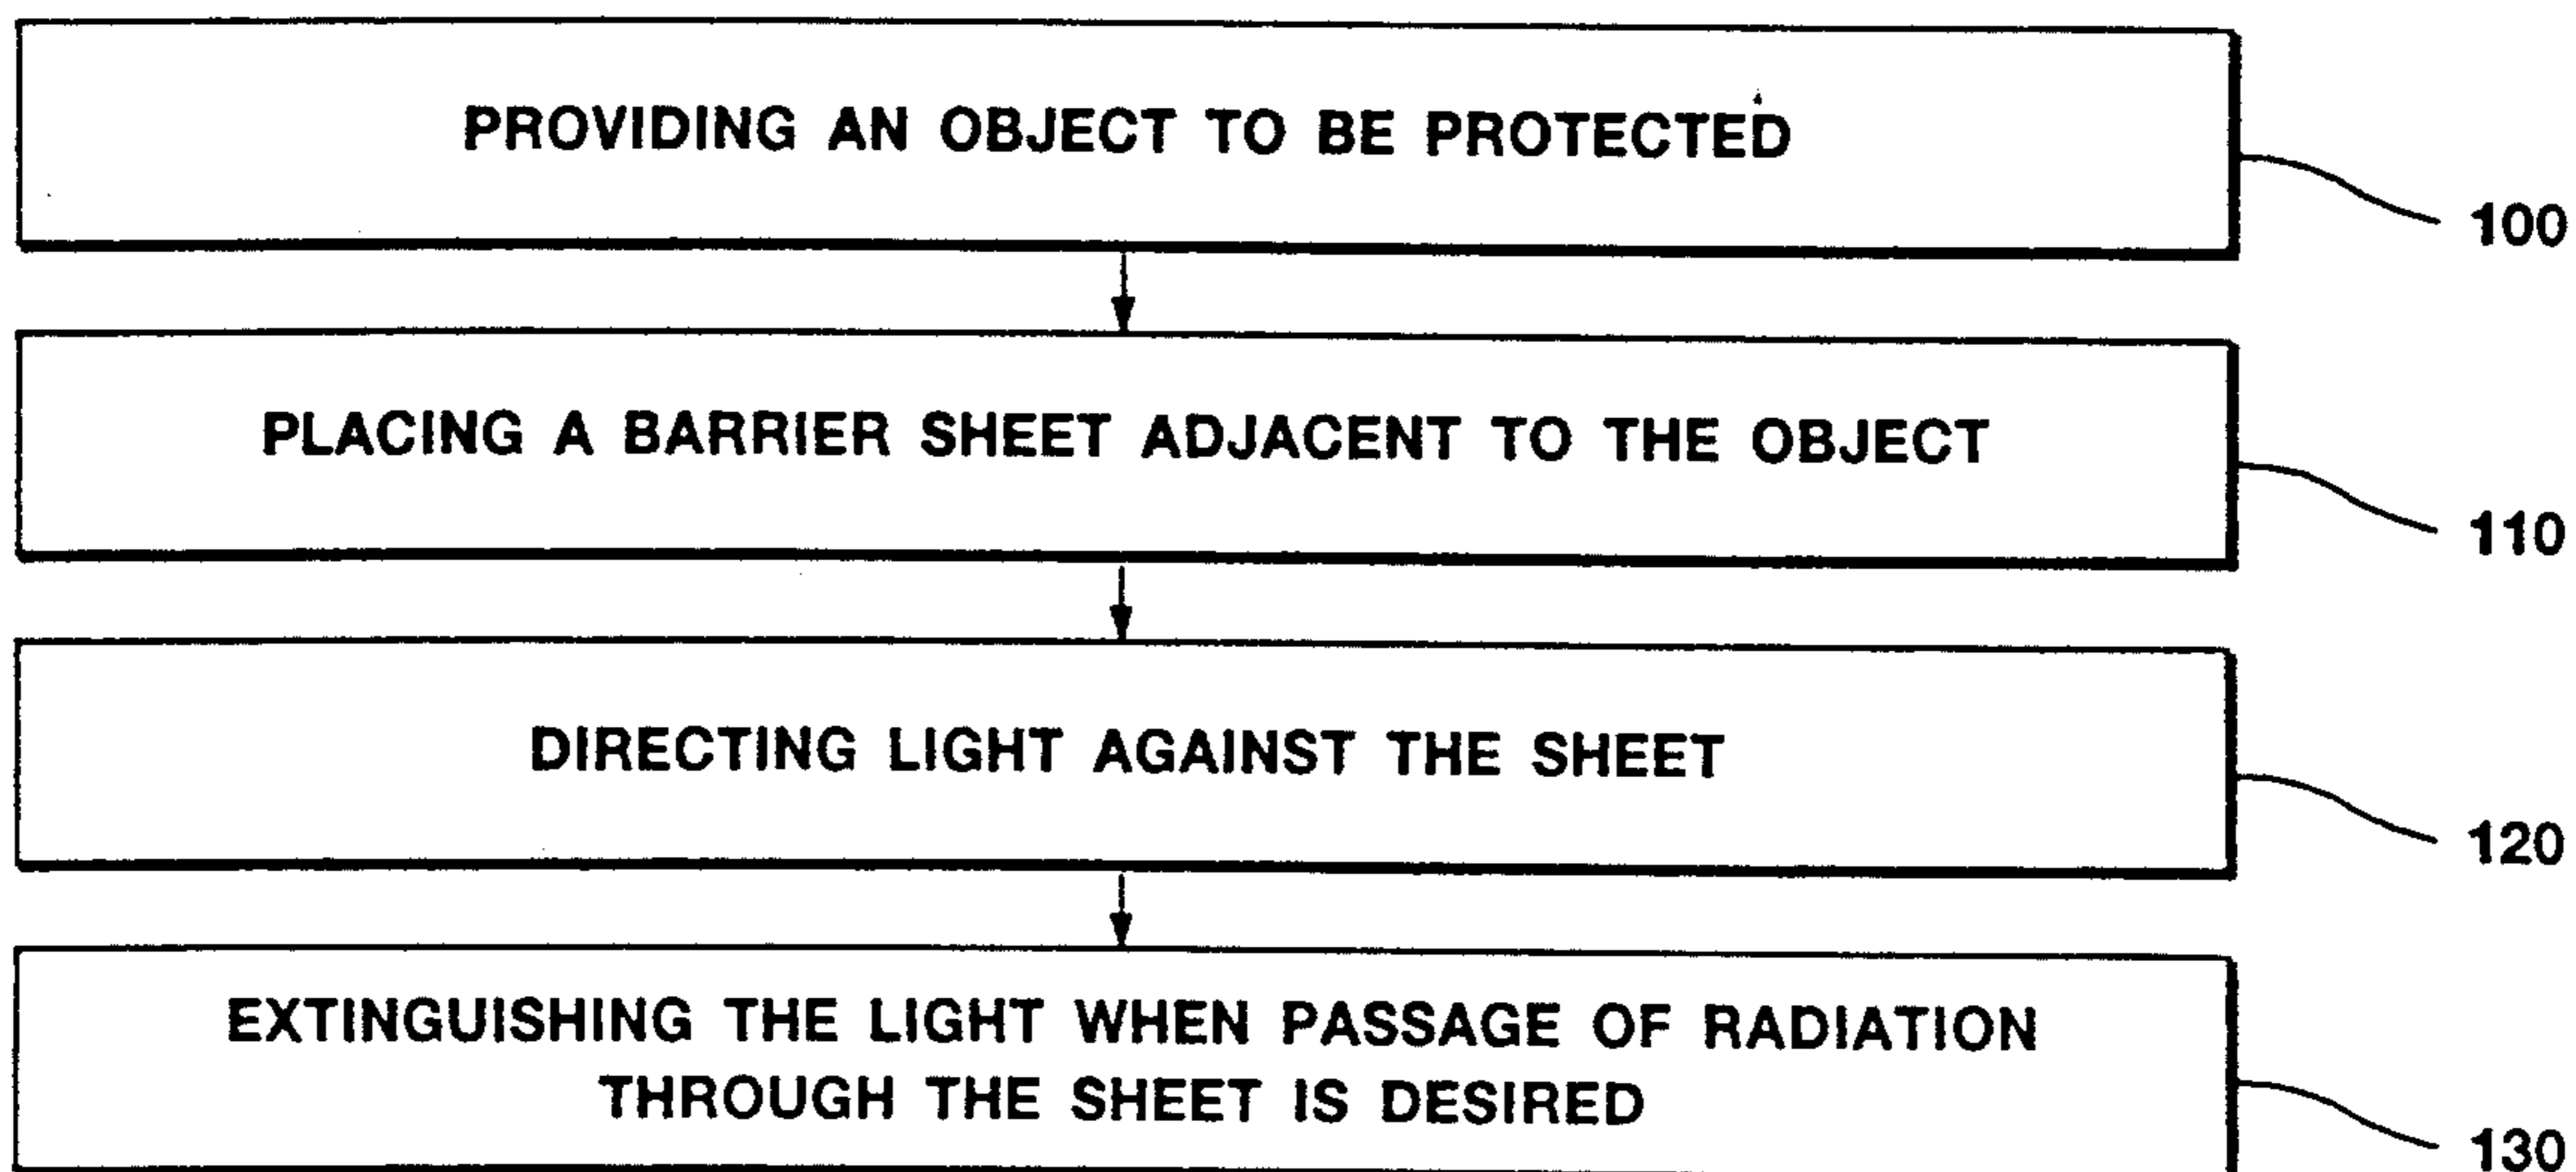 PROVIDING AN OBJECT TO BE PROTECTED
100
PLACING A BARRIER SHEET ADJACENT TO THE OBJECT
110
DIRECTING LIGHT AGAINST THE SHEET
120
EXTINGUISHING THE LIGHT WHEN PASSAGE OF RADIATION
THROUGH THE SHEET IS DESIRED
130